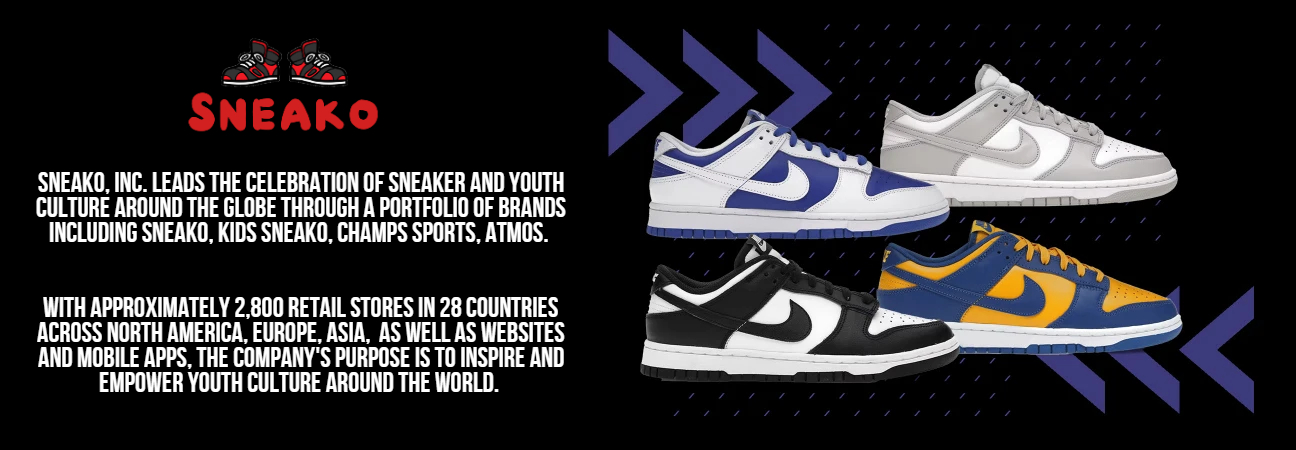 SNEAKO
SNEAKO, INC. LEADS THE CELEBRATION OF SNEAKER AND YOUTH
CULTURE AROUND THE GLOBE THROUGH A PORTFOLIO OF BRANDS
INCLUDING SNEAKO, KIDS SNEAKO, CHAMPS SPORTS, ATMOS.
WITH APPROXIMATELY 2,800 RETAIL STORES IN 28 COUNTRIES
ACROSS NORTH AMERICA, EUROPE, ASIA,  AS WELL AS WEBSITES
AND MOBILE APPS, THE COMPANY'S PURPOSE IS TO INSPIRE AND
EMPOWER YOUTH CULTURE AROUND THE WORLD.